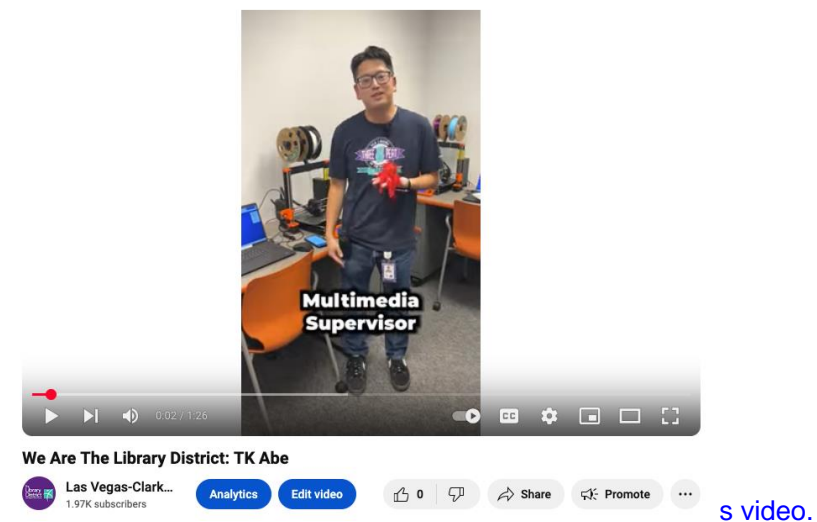 Multimedia
Supervisor
0:02 / 1:26
CC
We Are The Library District: TK Abe
Las Vegas-Clark...
1.97K subscribers
Analytics
Edit video
0
Share
Promote
...
s video.